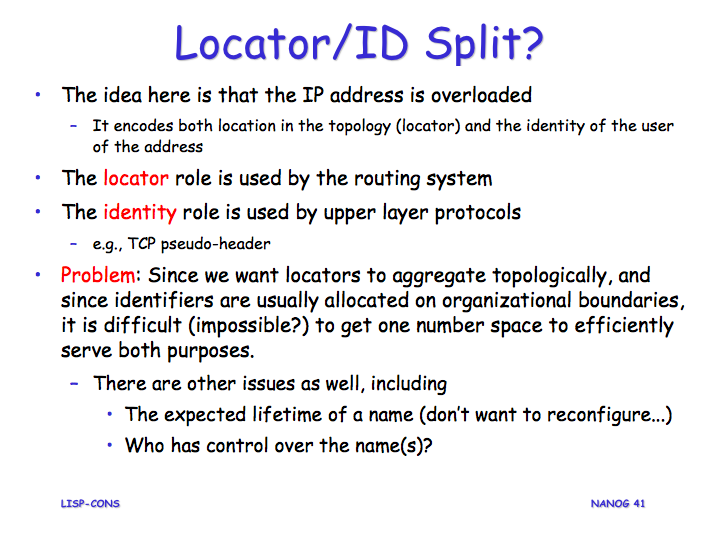 Locator/ID Split?
• The idea here is that the IP address is overloaded
– It encodes both location in the topology (locator) and the identity of the user
of the address
• The locator role is used by the routing system
• The identity role is used by upper layer protocols
– e.g., TCP pseudo-header
• Problem: Since we want locators to aggregate topologically, and
since identifiers are usually allocated on organizational boundaries,
it is difficult (impossible?) to get one number space to efficiently
serve both purposes.
– There are other issues as well, including
• The expected lifetime of a name (don't want to reconfigure...)
• Who has control over the name(s)?
LISP-CONS
NANOG 41